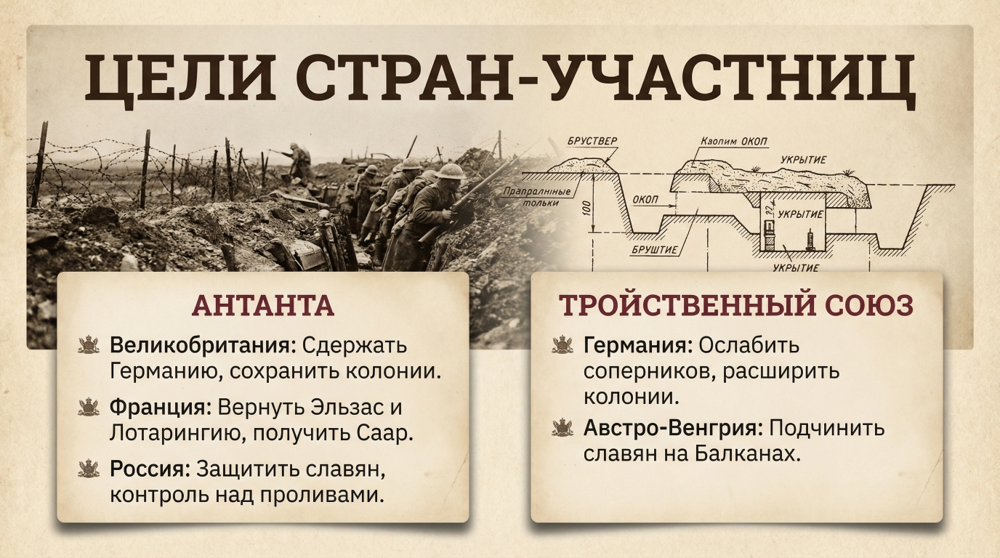 ЦЕЛИ СТРАН-УЧАСТНИЦ
БРУСТВЕР
Кзопим ОКОП
УКРЫТИЕ
тольки
100
ОКОП
УКРЫТИЕ
БРУШТИЕ
УКРЫТИЕ
АНТАНТА
Великобритания: Сдержать
Германию, сохранить колонии.
Франция: Вернуть Эльзас и
Лотарингию, получить Саар.
Россия: Защитить славян,
контроль над проливами.
ТРОЙСТВЕННЫЙ СОЮЗ
Германия: Ослабить
соперников, расширить
колонии.
Австро-Венгрия: Подчинить
славян на Балканах.